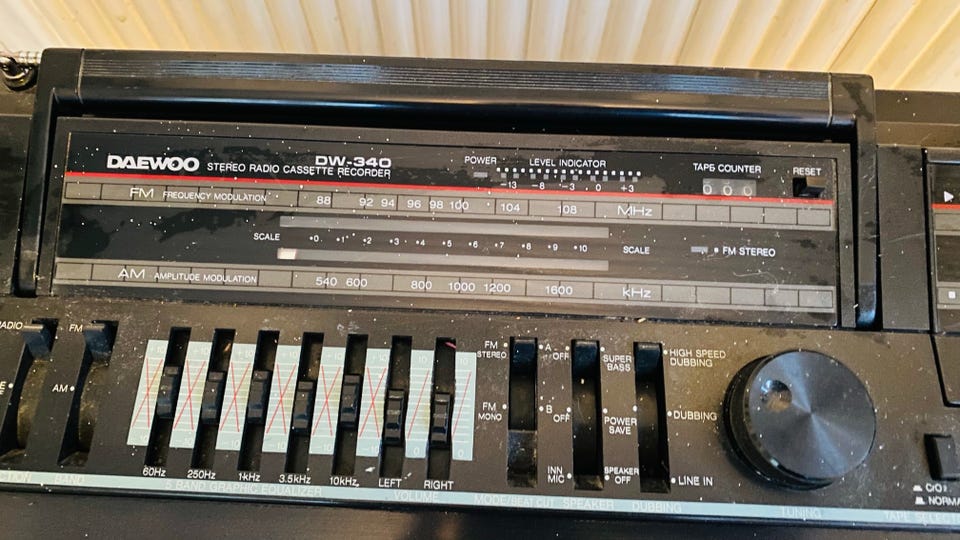 DAEWOO STEREO RADIO CASSETTE RECORDER DW-340
POWER
LEVEL INDICATOR
-13 -8 -3 0 +3
TAPE COUNTER
0 0 0
RESET
FM FREQUENCY MODULATION 88 92 94 96 98 100 104 108 MHz
SCALE •0 •1 •2 •3 •4 •5 •6 •7 •8 •9 •10 SCALE
FM STEREO
AM AMPLITUDE MODULATION 540 600 800 1000 1200 1600 kHz
RADIO
FM
AM
60Hz 250Hz 1kHz 3.5kHz 10kHz LEFT RIGHT
FM STEREO
FM MONO
A OFF
B OFF
INN MIC
SUPER BASS
POWER SAVE
SPEAKER OFF
HIGH SPEED DUBBING
DUBBING
LINE IN
BAND
5 BAND GRAPHIC EQUALIZER
VOLUME
MODE/BEAT CUT
SPEAKER
DUBBING
TUNING